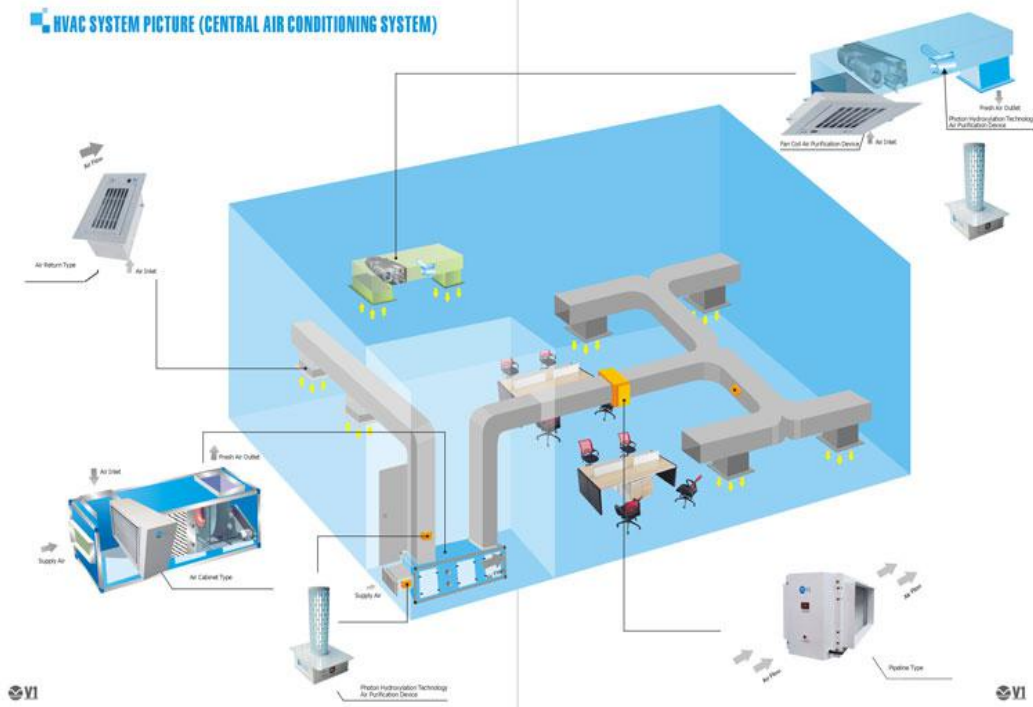 HVAC SYSTEM PICTURE (CENTRAL AIR CONDITIONING SYSTEM)
Fresh Air Outlet
Photon Hydroxylation Technology
Air Purification Device
Fan Coil Air Purification Device
Air Inlet
Air Flow
Air Return Type
Air Inlet
Fresh Air Outlet
Air Inlet
Supply Air
Air Cabinet Type
Supply Air
Photon Hydroxylation Technology
Air Purification Device
Air Flow
Air Flow
Pipeline Type
V1
V1